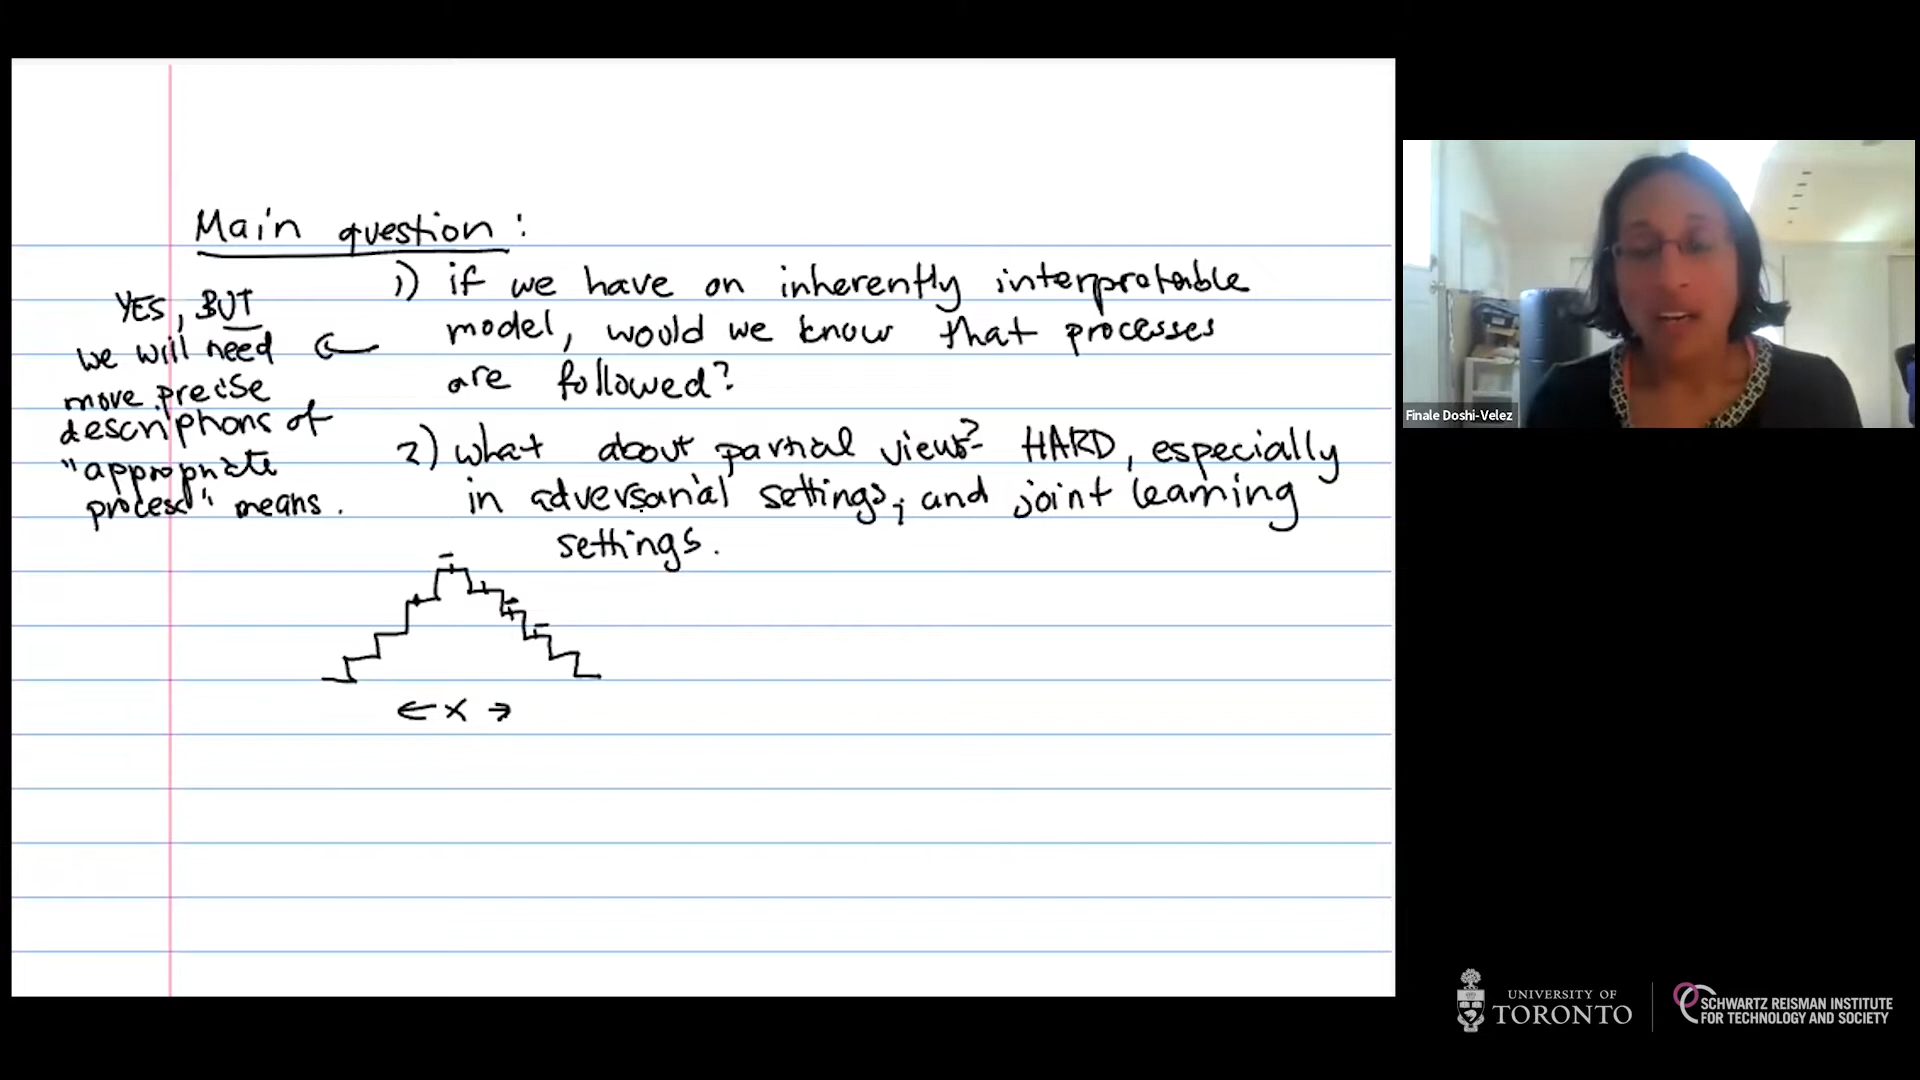 Main question:
1) if we have on inherently interpretable
model, would we know that processes
are followed?
YES, BUT
we will need
more precise
descriptions of
"appropriate
process" means.
2) what about partial views? HARD, especially
in adversarial settings, and joint learning
settings.
← x →
Finale Doshi-Velez
UNIVERSITY OF
TORONTO
SCHWARTZ REISMAN INSTITUTE
FOR TECHNOLOGY AND SOCIETY